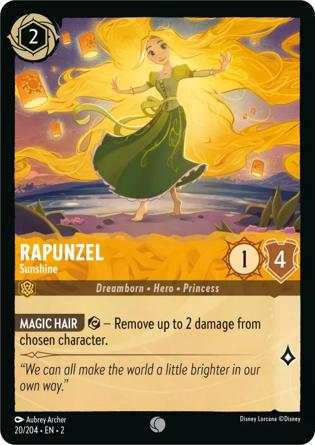 2
RAPUNZEL
Sunshine
1
4
Dreamborn • Hero • Princess
MAGIC HAIR – Remove up to 2 damage from
chosen character.
“We can all make the world a little brighter in our
own way.”
Aubrey Archer
20/204 • EN • 2
Disney Lorcana ©Disney